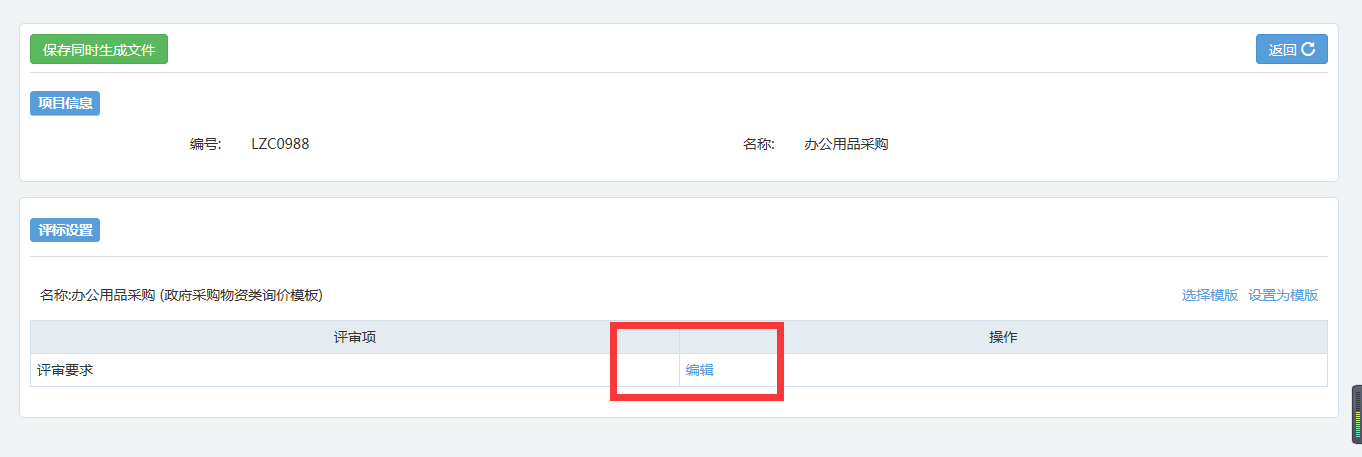 保存同时生成文件 返回
项目信息
编号: LZC0988 名称: 办公用品采购
评标设置
名称:办公用品采购 (政府采购物资类询价模板) 选择模版 设置为模版
评审项 操作
评审要求 编辑